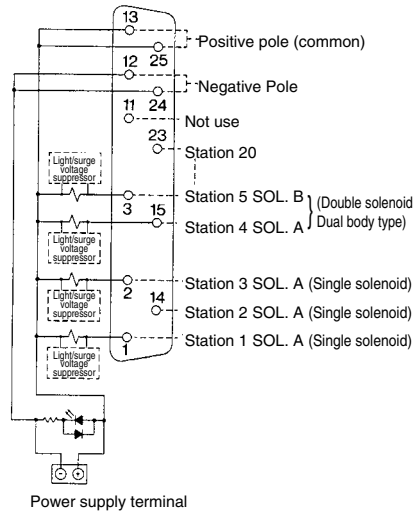 13
Positive pole (common)
12 25
Negative Pole
24
11
Not use
23
Station 20
Light/surge
voltage
suppressor
Station 5 SOL. B
(Double solenoid
Dual body type)
3 15
Station 4 SOL. A
Light/surge
voltage
suppressor
Light/surge
voltage
suppressor
Station 3 SOL. A (Single solenoid)
2 14
Station 2 SOL. A (Single solenoid)
Station 1 SOL. A (Single solenoid)
1
Light/surge
voltage
suppressor
⊖ ⊕
Power supply terminal